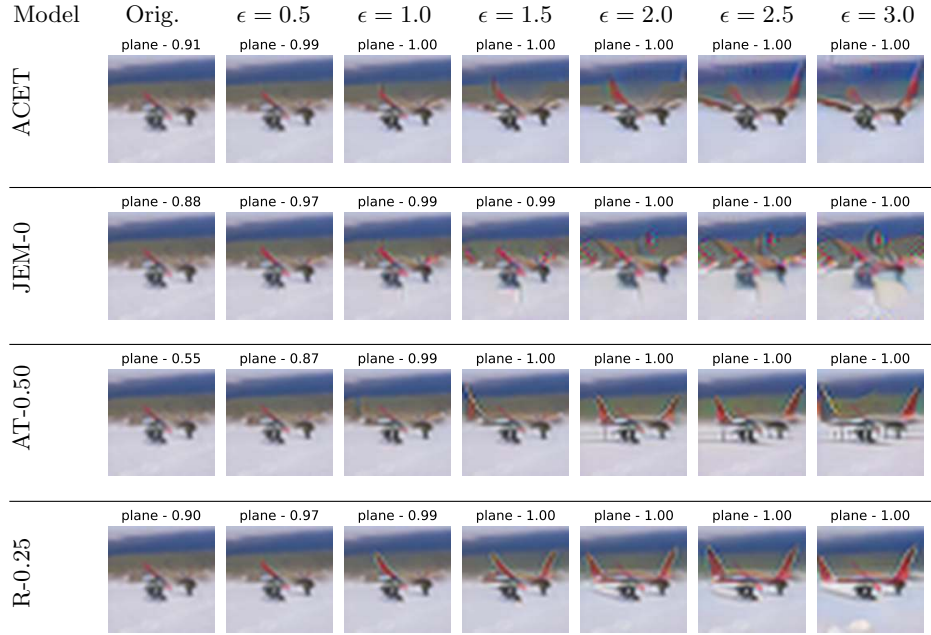 Model Orig. ϵ = 0.5 ϵ = 1.0 ϵ = 1.5 ϵ = 2.0 ϵ = 2.5 ϵ = 3.0
plane - 0.91 plane - 0.99 plane - 1.00 plane - 1.00 plane - 1.00 plane - 1.00 plane - 1.00
ACET
plane - 0.88 plane - 0.97 plane - 0.99 plane - 0.99 plane - 1.00 plane - 1.00 plane - 1.00
JEM-0
plane - 0.55 plane - 0.87 plane - 0.99 plane - 1.00 plane - 1.00 plane - 1.00 plane - 1.00
AT-0.50
plane - 0.90 plane - 0.97 plane - 0.99 plane - 1.00 plane - 1.00 plane - 1.00 plane - 1.00
R-0.25